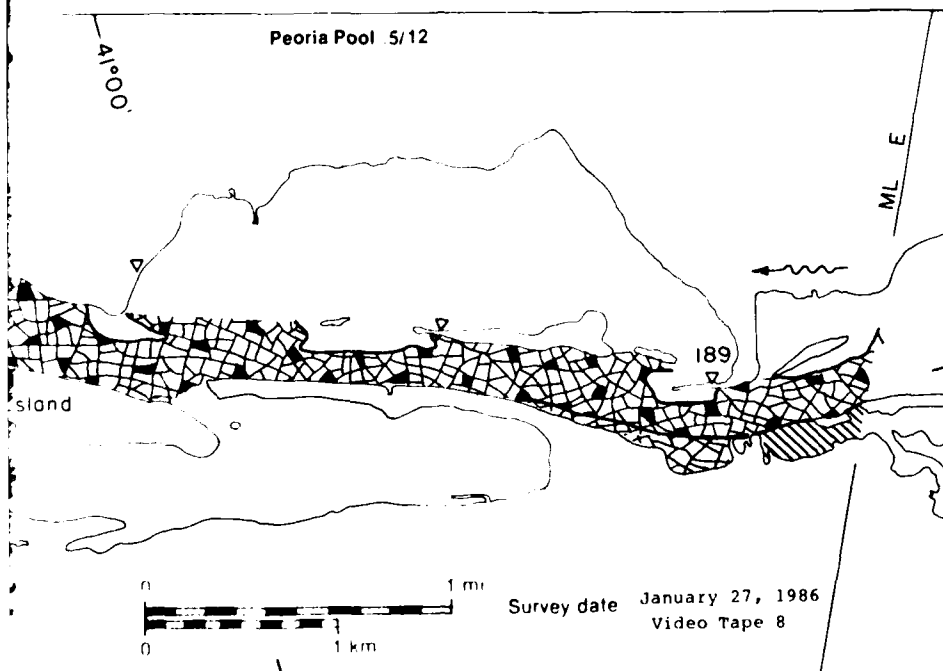 Peoria Pool 5/12
41°00'
ML E
189
sland
0 1 mi
0 1 km
Survey date January 27, 1986
Video Tape 8